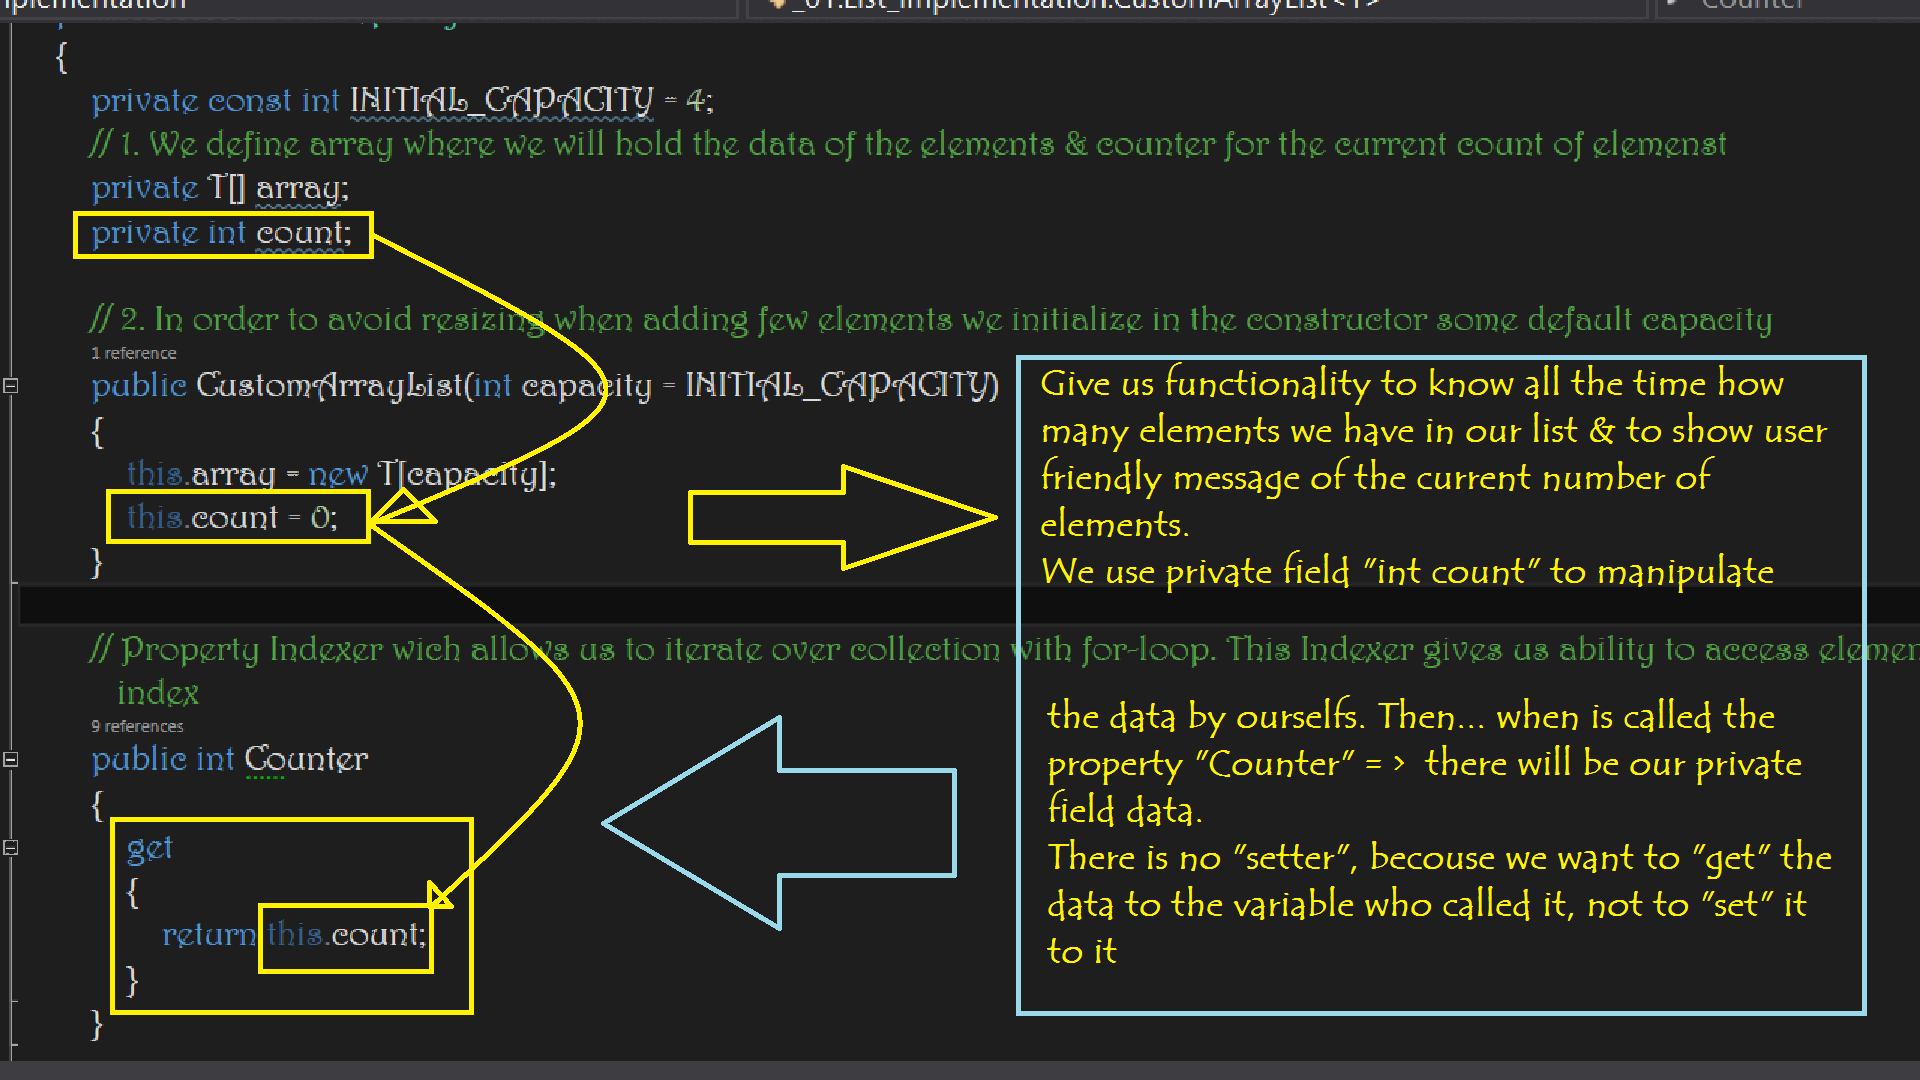 plementation
_01.List_Implementation.CustomArrayList<T>
Counter
{
private const int INITIAL_CAPACITY = 4;
// 1. We define array where we will hold the data of the elements & counter for the current count of elemenst
private T[] array;
private int count;
// 2. In order to avoid resizing when adding few elements we initialize in the constructor some default capacity
1 reference
public CustomArrayList(int capacity = INITIAL_CAPACITY)
{
this.array = new T[capacity];
this.count = 0;
}
Give us functionality to know all the time how
many elements we have in our list & to show user
friendly message of the current number of
elements.
We use private field "int count" to manipulate
// Property Indexer wich allows us to iterate over collection with for-loop. This Indexer gives us ability to access elemen
index
9 references
public int Counter
{
get
{
return this.count;
}
}
the data by ourselfs. Then... when is called the
property "Counter" = > there will be our private
field data.
There is no "setter", becouse we want to "get" the
data to the variable who called it, not to "set" it
to it